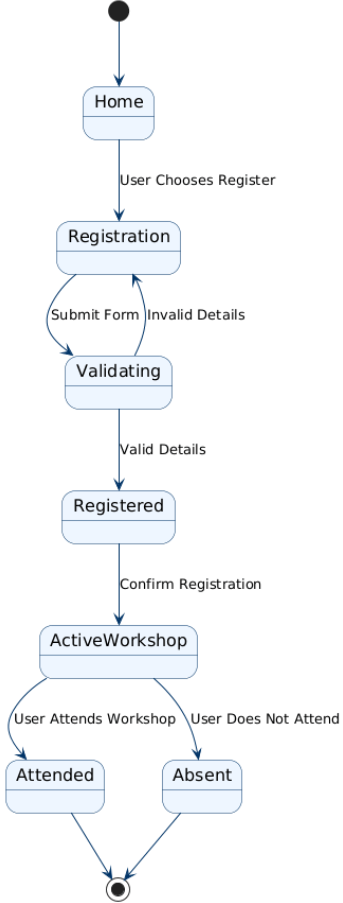 Home
User Chooses Register
Registration
Submit Form
Invalid Details
Validating
Valid Details
Registered
Confirm Registration
ActiveWorkshop
User Attends Workshop
User Does Not Attend
Attended
Absent